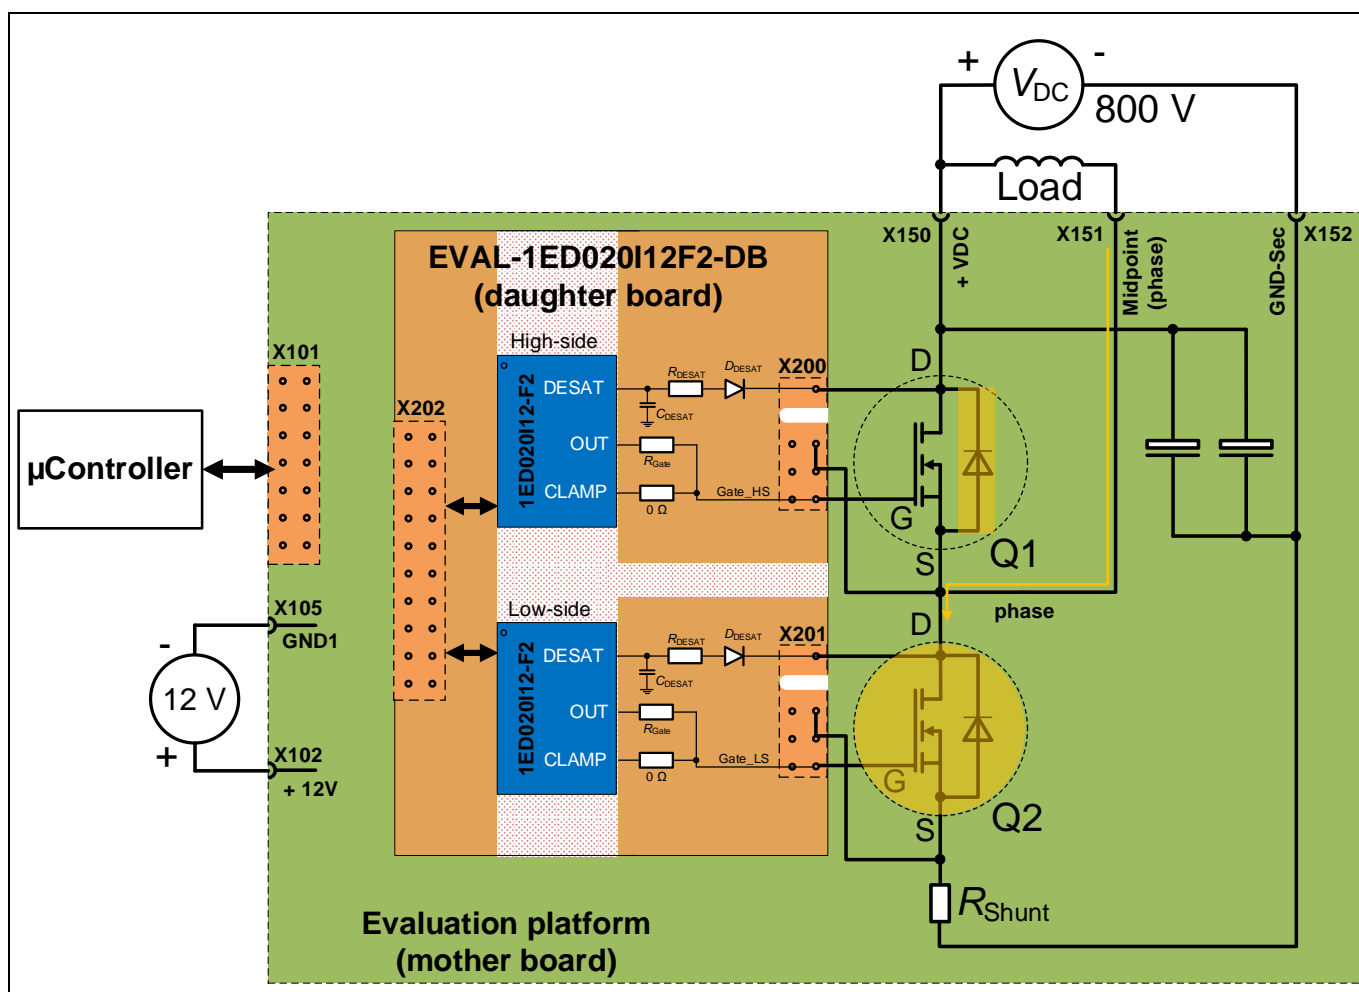 +
-
VDC
800 V
Load
X150
X151
X152
+ VDC
Midpoint
(phase)
GND-Sec
EVAL-1ED020I12F2-DB
(daughter board)
High-side
X101
X202
X200
1ED020I12-F2
DESAT
OUT
CLAMP
RDESAT
DDESAT
CDESAT
RGate
0 Ω
Gate_HS
D
G
S
Q1
µController
phase
Low-side
X201
1ED020I12-F2
DESAT
OUT
CLAMP
RDESAT
DDESAT
CDESAT
RGate
0 Ω
Gate_LS
D
G
S
Q2
X105
GND1
-
12 V
+
X102
+ 12V
RShunt
Evaluation platform
(mother board)